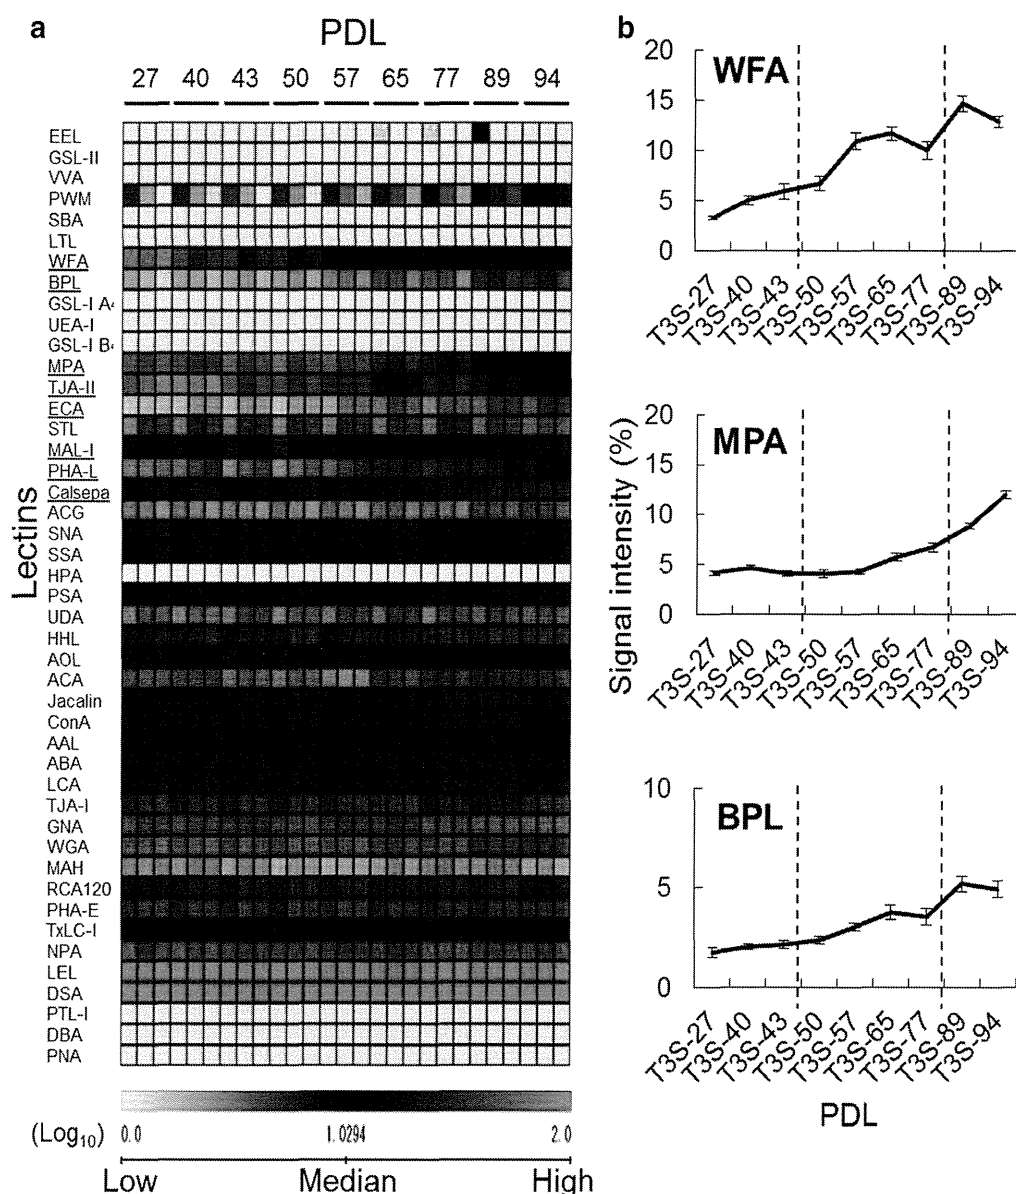 a
PDL
27 40 43 50 57 65 77 89 94
Lectins
EEL
GSL-II
VVA
PWM
SBA
LTL
WFA
BPL
GSL-I A4
UEA-I
GSL-I B4
MPA
TJA-II
ECA
STL
MAL-I
PHA-L
Calsepa
ACG
SNA
SSA
HPA
PSA
UDA
HHL
AOL
ACA
Jacalin
ConA
AAL
ABA
LCA
TJA-I
GNA
WGA
MAH
RCA120
PHA-E
TxLC-I
NPA
LEL
DSA
PTL-I
DBA
PNA
(Log₁₀) 0.0 1.0294 2.0
Low Median High
b
Signal intensity (%)
WFA
20
15
10
5
0
T3S-27 T3S-40 T3S-43 T3S-50 T3S-57 T3S-65 T3S-77 T3S-89 T3S-94
MPA
20
15
10
5
0
T3S-27 T3S-40 T3S-43 T3S-50 T3S-57 T3S-65 T3S-77 T3S-89 T3S-94
BPL
10
5
0
T3S-27 T3S-40 T3S-43 T3S-50 T3S-57 T3S-65 T3S-77 T3S-89 T3S-94
PDL